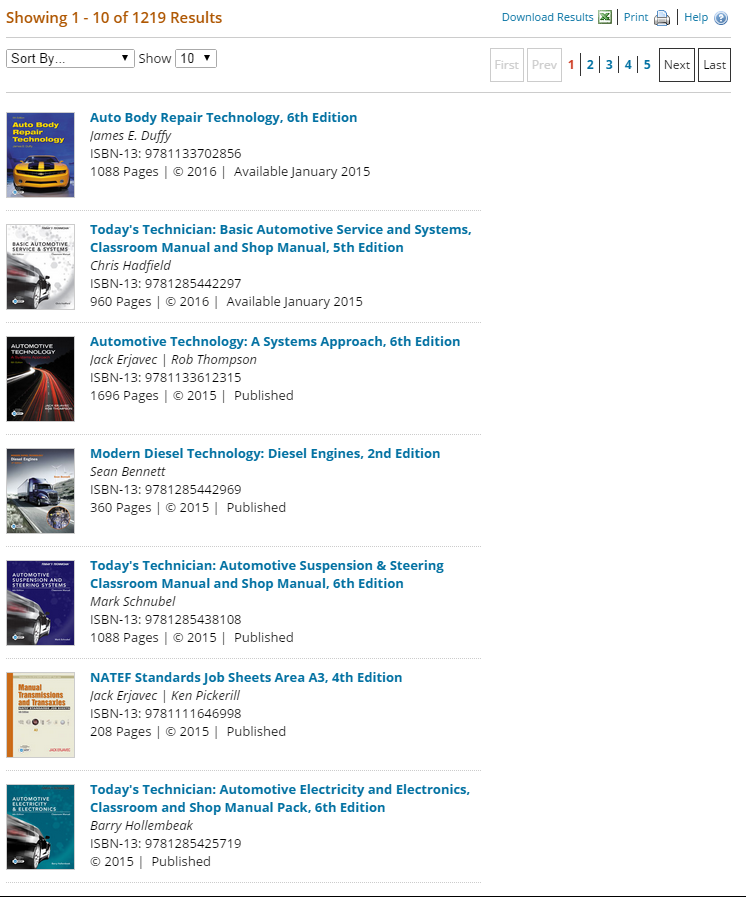 Showing 1 - 10 of 1219 Results
Download Results | Print | Help
Sort By... Show 10
First Prev 1 | 2 | 3 | 4 | 5 Next Last
Auto Body Repair Technology
Auto Body Repair Technology, 6th Edition
James E. Duffy
ISBN-13: 9781133702856
1088 Pages | © 2016 | Available January 2015
TODAY'S TECHNICIAN
BASIC AUTOMOTIVE SERVICE & SYSTEMS
Today's Technician: Basic Automotive Service and Systems,
Classroom Manual and Shop Manual, 5th Edition
Chris Hadfield
ISBN-13: 9781285442297
960 Pages | © 2016 | Available January 2015
AUTOMOTIVE TECHNOLOGY
Automotive Technology: A Systems Approach, 6th Edition
Jack Erjavec | Rob Thompson
ISBN-13: 9781133612315
1696 Pages | © 2015 | Published
Diesel Engines
Modern Diesel Technology: Diesel Engines, 2nd Edition
Sean Bennett
ISBN-13: 9781285442969
360 Pages | © 2015 | Published
TODAY'S TECHNICIAN
AUTOMOTIVE SUSPENSION AND STEERING SYSTEMS
Today's Technician: Automotive Suspension & Steering
Classroom Manual and Shop Manual, 6th Edition
Mark Schnubel
ISBN-13: 9781285438108
1088 Pages | © 2015 | Published
Manual Transmissions and Transaxles
NATEF Standards Job Sheets Area A3, 4th Edition
Jack Erjavec | Ken Pickerill
ISBN-13: 9781111646998
208 Pages | © 2015 | Published
AUTOMOTIVE ELECTRICITY & ELECTRONICS
Today's Technician: Automotive Electricity and Electronics,
Classroom and Shop Manual Pack, 6th Edition
Barry Hollembeak
ISBN-13: 9781285425719
© 2015 | Published